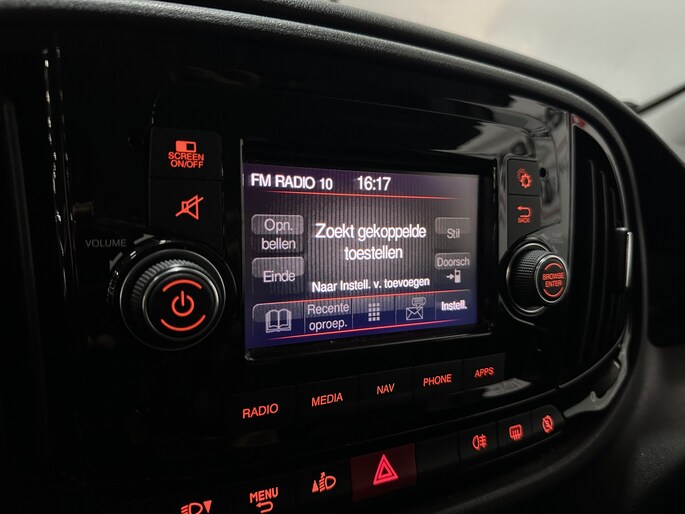 SCREEN
ON/OFF
VOLUME
FM RADIO 10 16:17
Opn.
bellen
Zoekt gekoppelde
toestellen
Stil
Einde
Doorsch
Naar Instell. v. toevoegen
Recente
oproep.
Instell.
BROWSE
ENTER
RADIO
MEDIA
NAV
PHONE
APPS
MENU